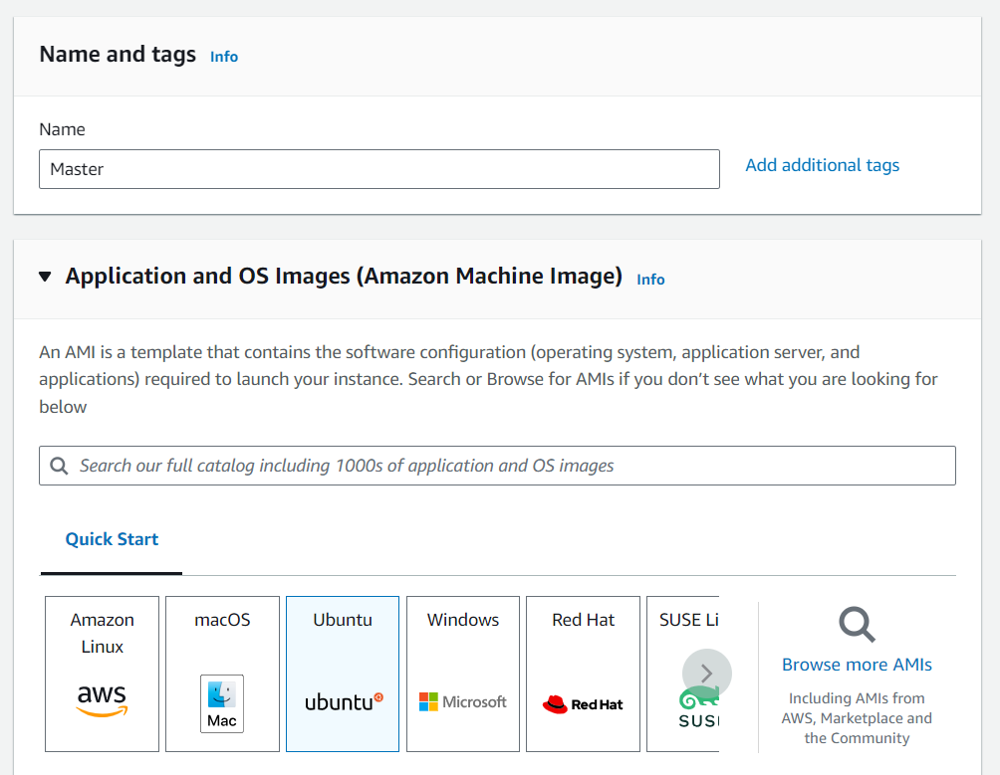 Name and tags Info
Name
Master
Add additional tags
Application and OS Images (Amazon Machine Image) Info
An AMI is a template that contains the software configuration (operating system, application server, and
applications) required to launch your instance. Search or Browse for AMIs if you don’t see what you are looking for
below
Search our full catalog including 1000s of application and OS images
Quick Start
Amazon
Linux
aws
macOS
Mac
Ubuntu
ubuntu
Windows
Microsoft
Red Hat
Red Hat
SUSE Li
SUS
Browse more AMIs
Including AMIs from
AWS, Marketplace and
the Community